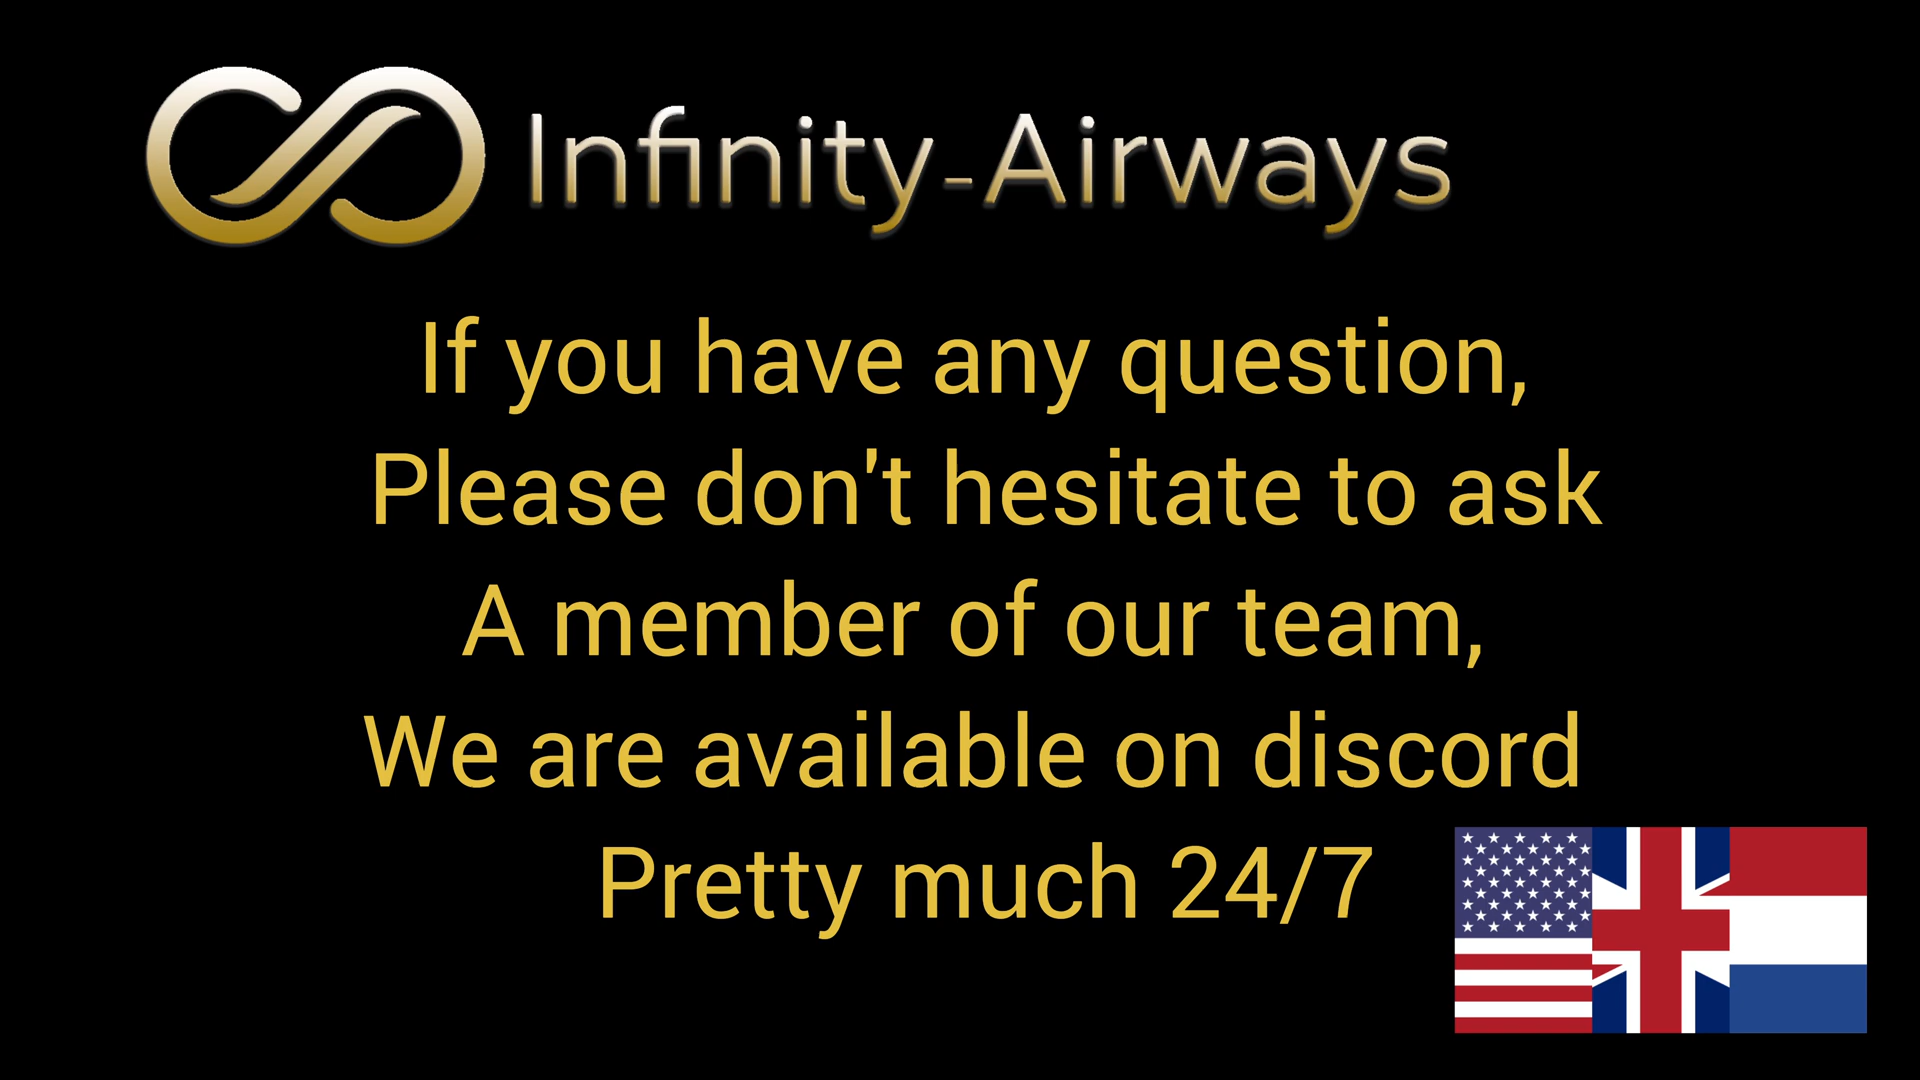 Infinity-Airways
If you have any question,
Please don't hesitate to ask
A member of our team,
We are available on discord
Pretty much 24/7